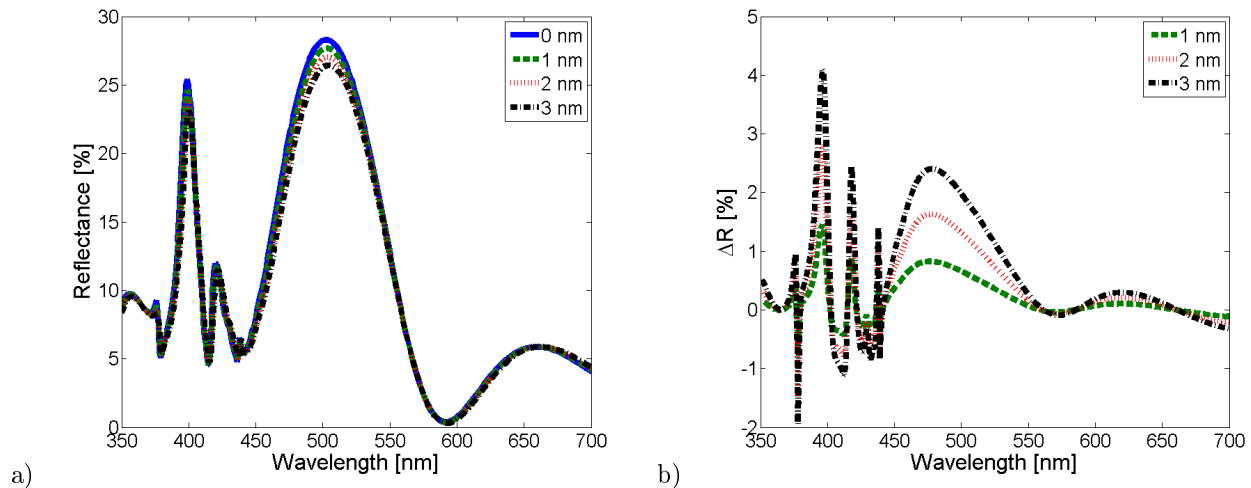 30
25
20
15
10
5
0
Reflectance [%]
350 400 450 500 550 600 650 700
Wavelength [nm]
0 nm
1 nm
2 nm
3 nm
a)
5
4
3
2
1
0
-1
-2
ΔR [%]
350 400 450 500 550 600 650 700
Wavelength [nm]
1 nm
2 nm
3 nm
b)